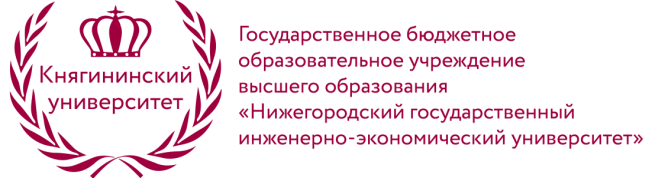 Княгининский
университет
Государственное бюджетное
образовательное учреждение
высшего образования
«Нижегородский государственный
инженерно-экономический университет»